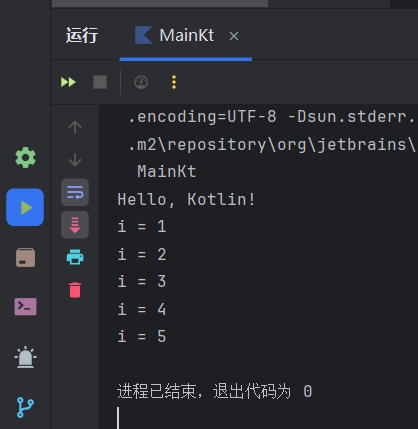 运行 MainKt ×
.encoding=UTF-8 -Dsun.stderr.
.m2\repository\org\jetbrains\
MainKt
Hello, Kotlin!
i = 1
i = 2
i = 3
i = 4
i = 5
进程已结束，退出代码为 0